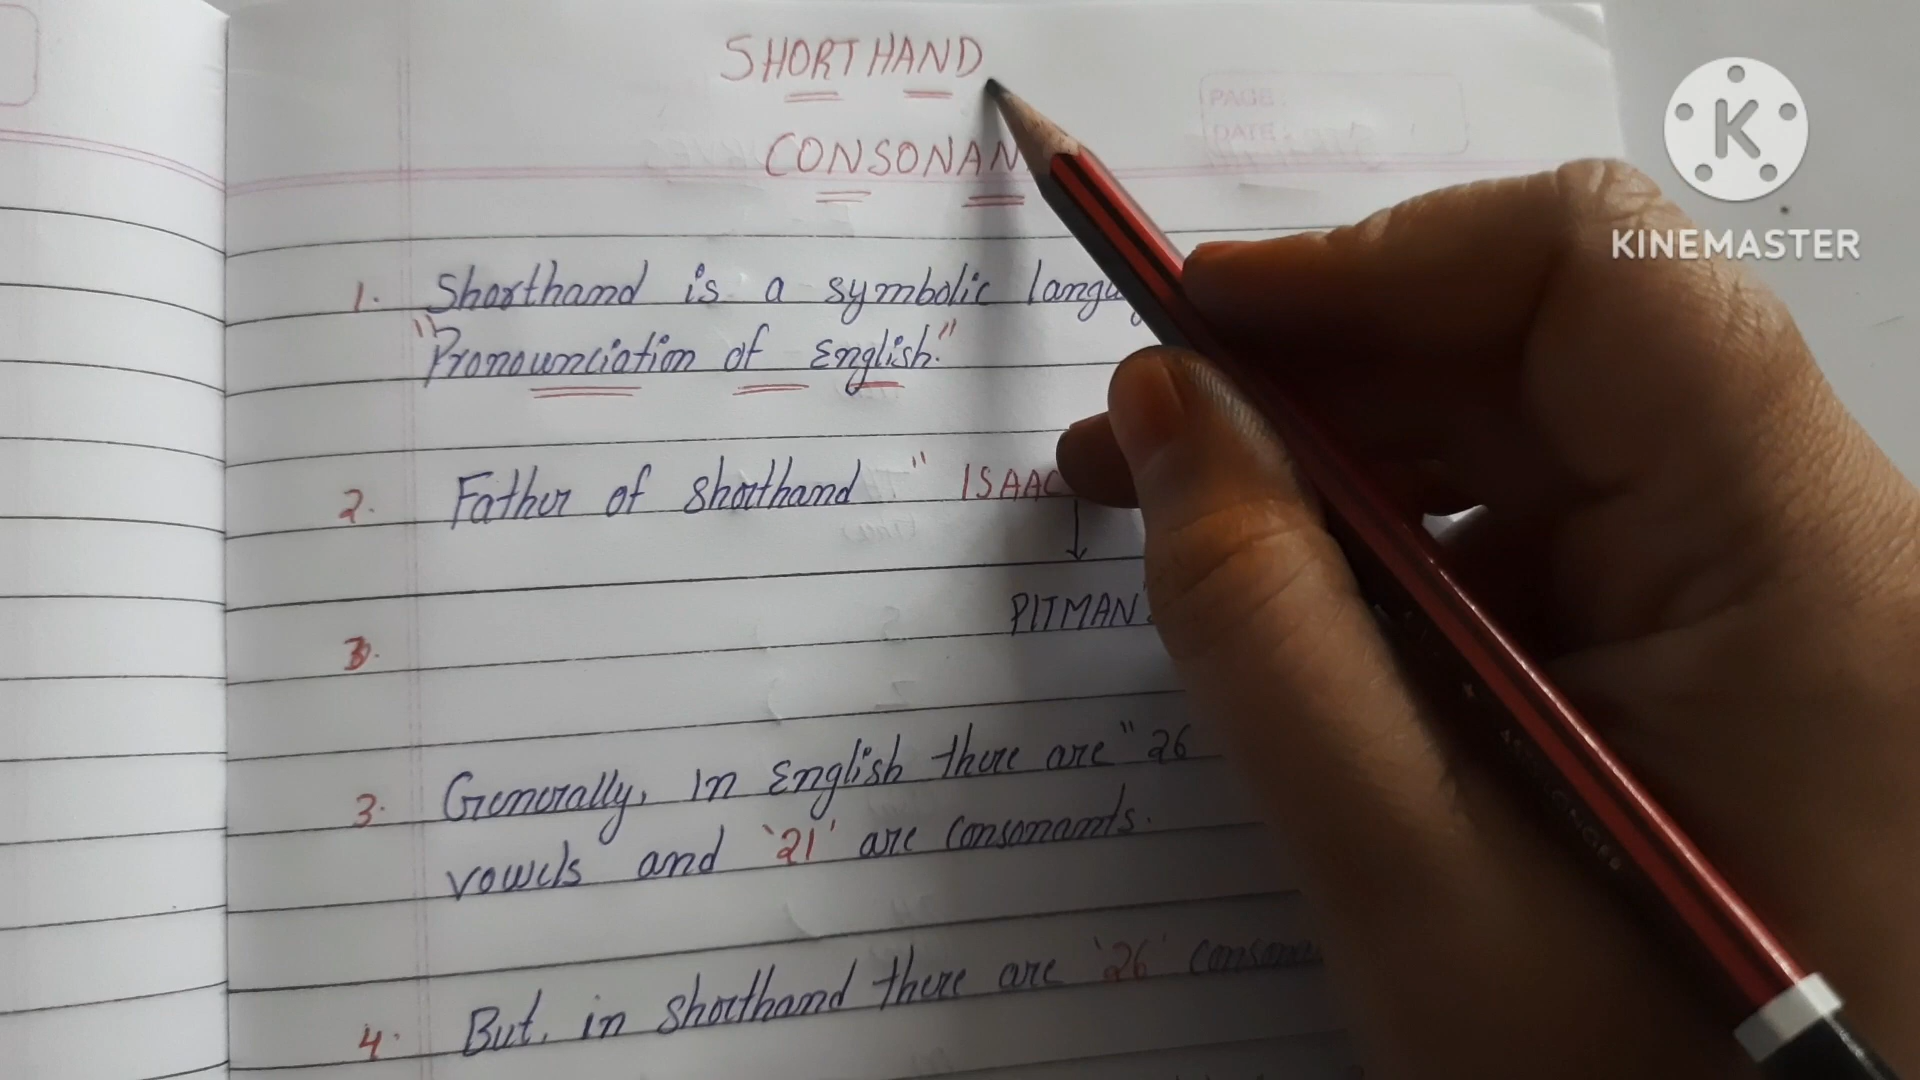 SHORTHAND
PAGE:
DATE:
CONSONAN
KINEMASTER
1. Shorthand is a symbolic langu
"Pronounciation of English."
2. Father of Shorthand " ISAAC
PITMAN"
3.
3. Generally, in English there are "26
vowels and '21' are consonants.
4. But, in shorthand there are '26' consona